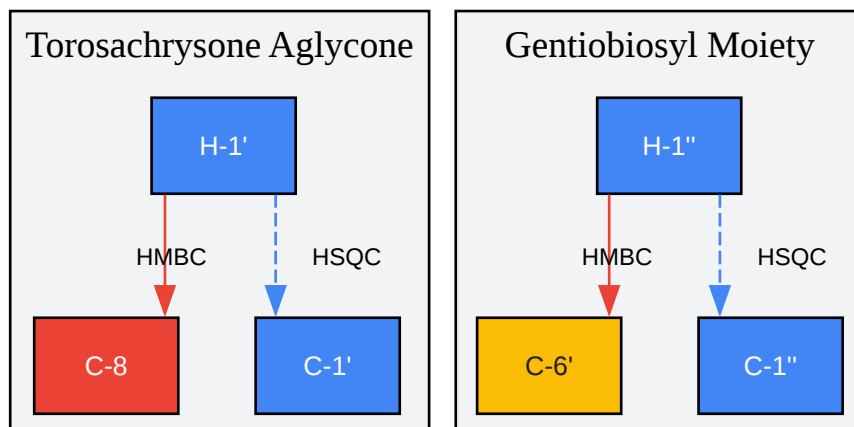 Torosachrysone Aglycone
Gentiobiosyl Moiety
H-1'
H-1''
HMBC
HSQC
HMBC
HSQC
C-8
C-1'
C-6'
C-1''